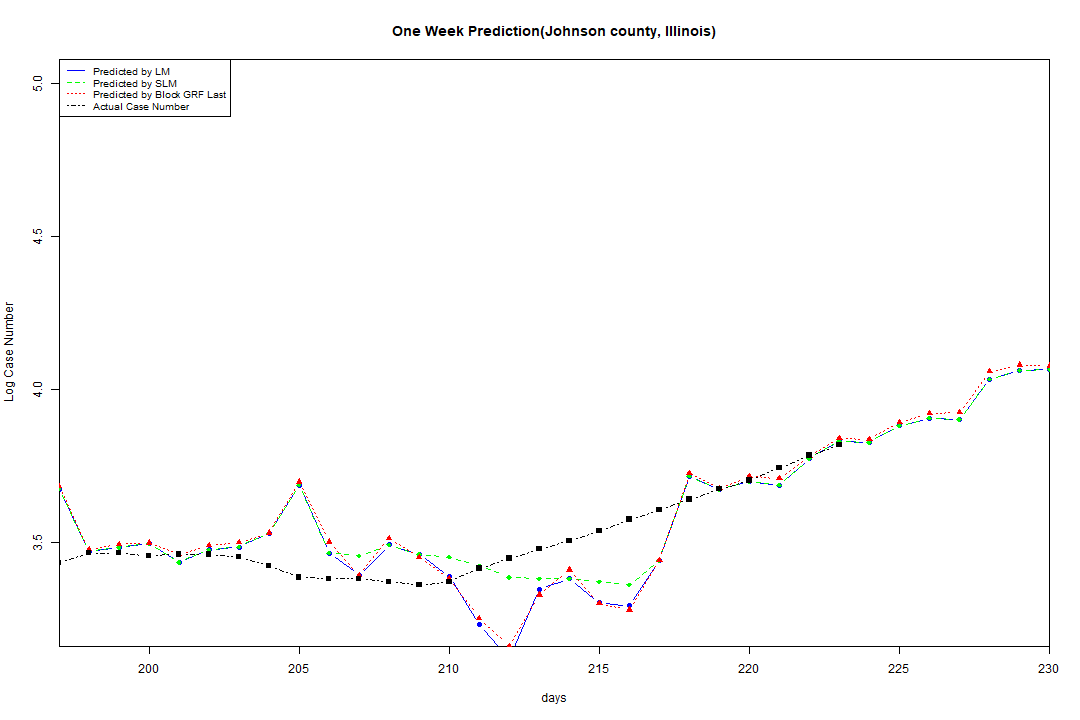 One Week Prediction(Johnson county, Illinois)
Predicted by LM
Predicted by SLM
Predicted by Block GRF Last
Actual Case Number
5.0
4.5
4.0
3.5
Log Case Number
200 205 210 215 220 225 230
days